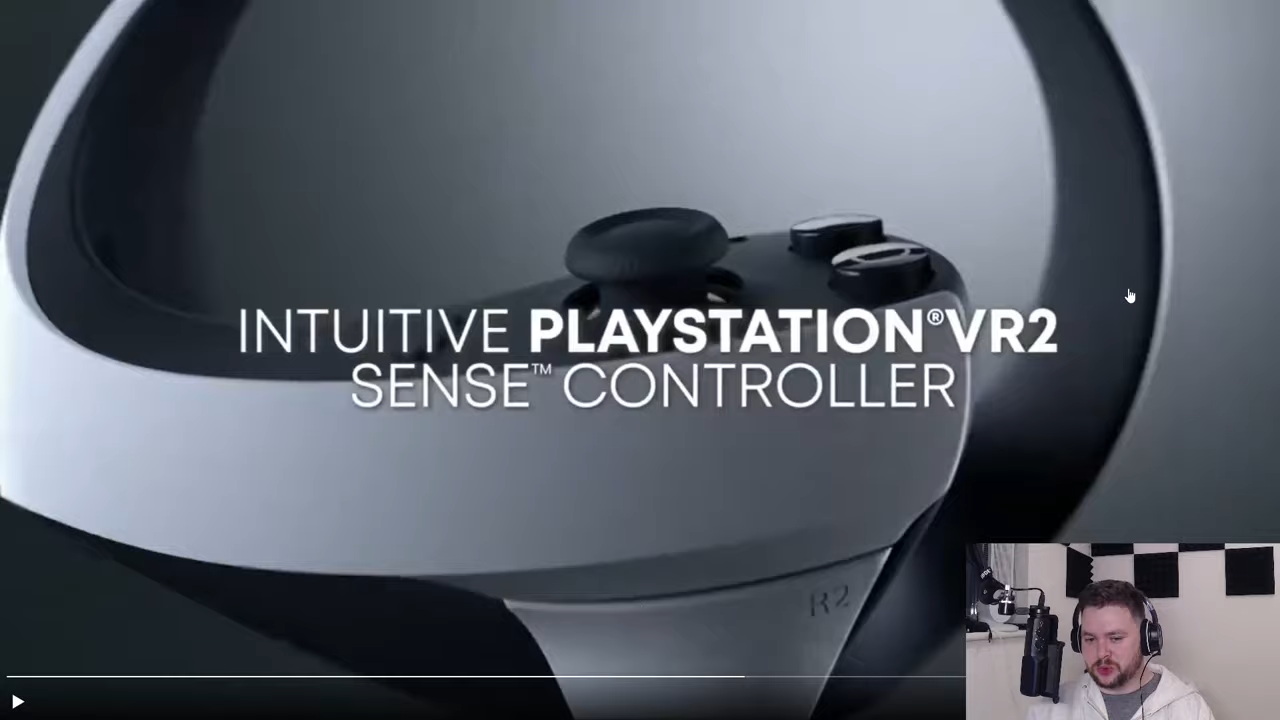 INTUITIVE PLAYSTATION®VR2
SENSE™ CONTROLLER
R2